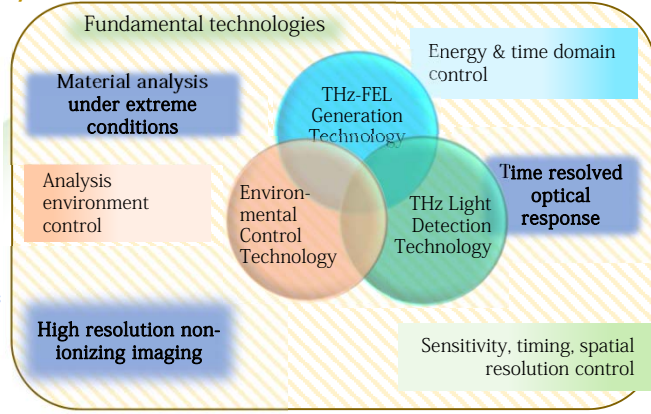 Fundamental technologies
Energy & time domain
control
Material analysis
under extreme
conditions
THz-FEL
Generation
Technology
Analysis
environment
control
Environ-
mental
Control
Technology
THz Light
Detection
Technology
Time resolved
optical
response
High resolution non-
ionizing imaging
Sensitivity, timing, spatial
resolution control